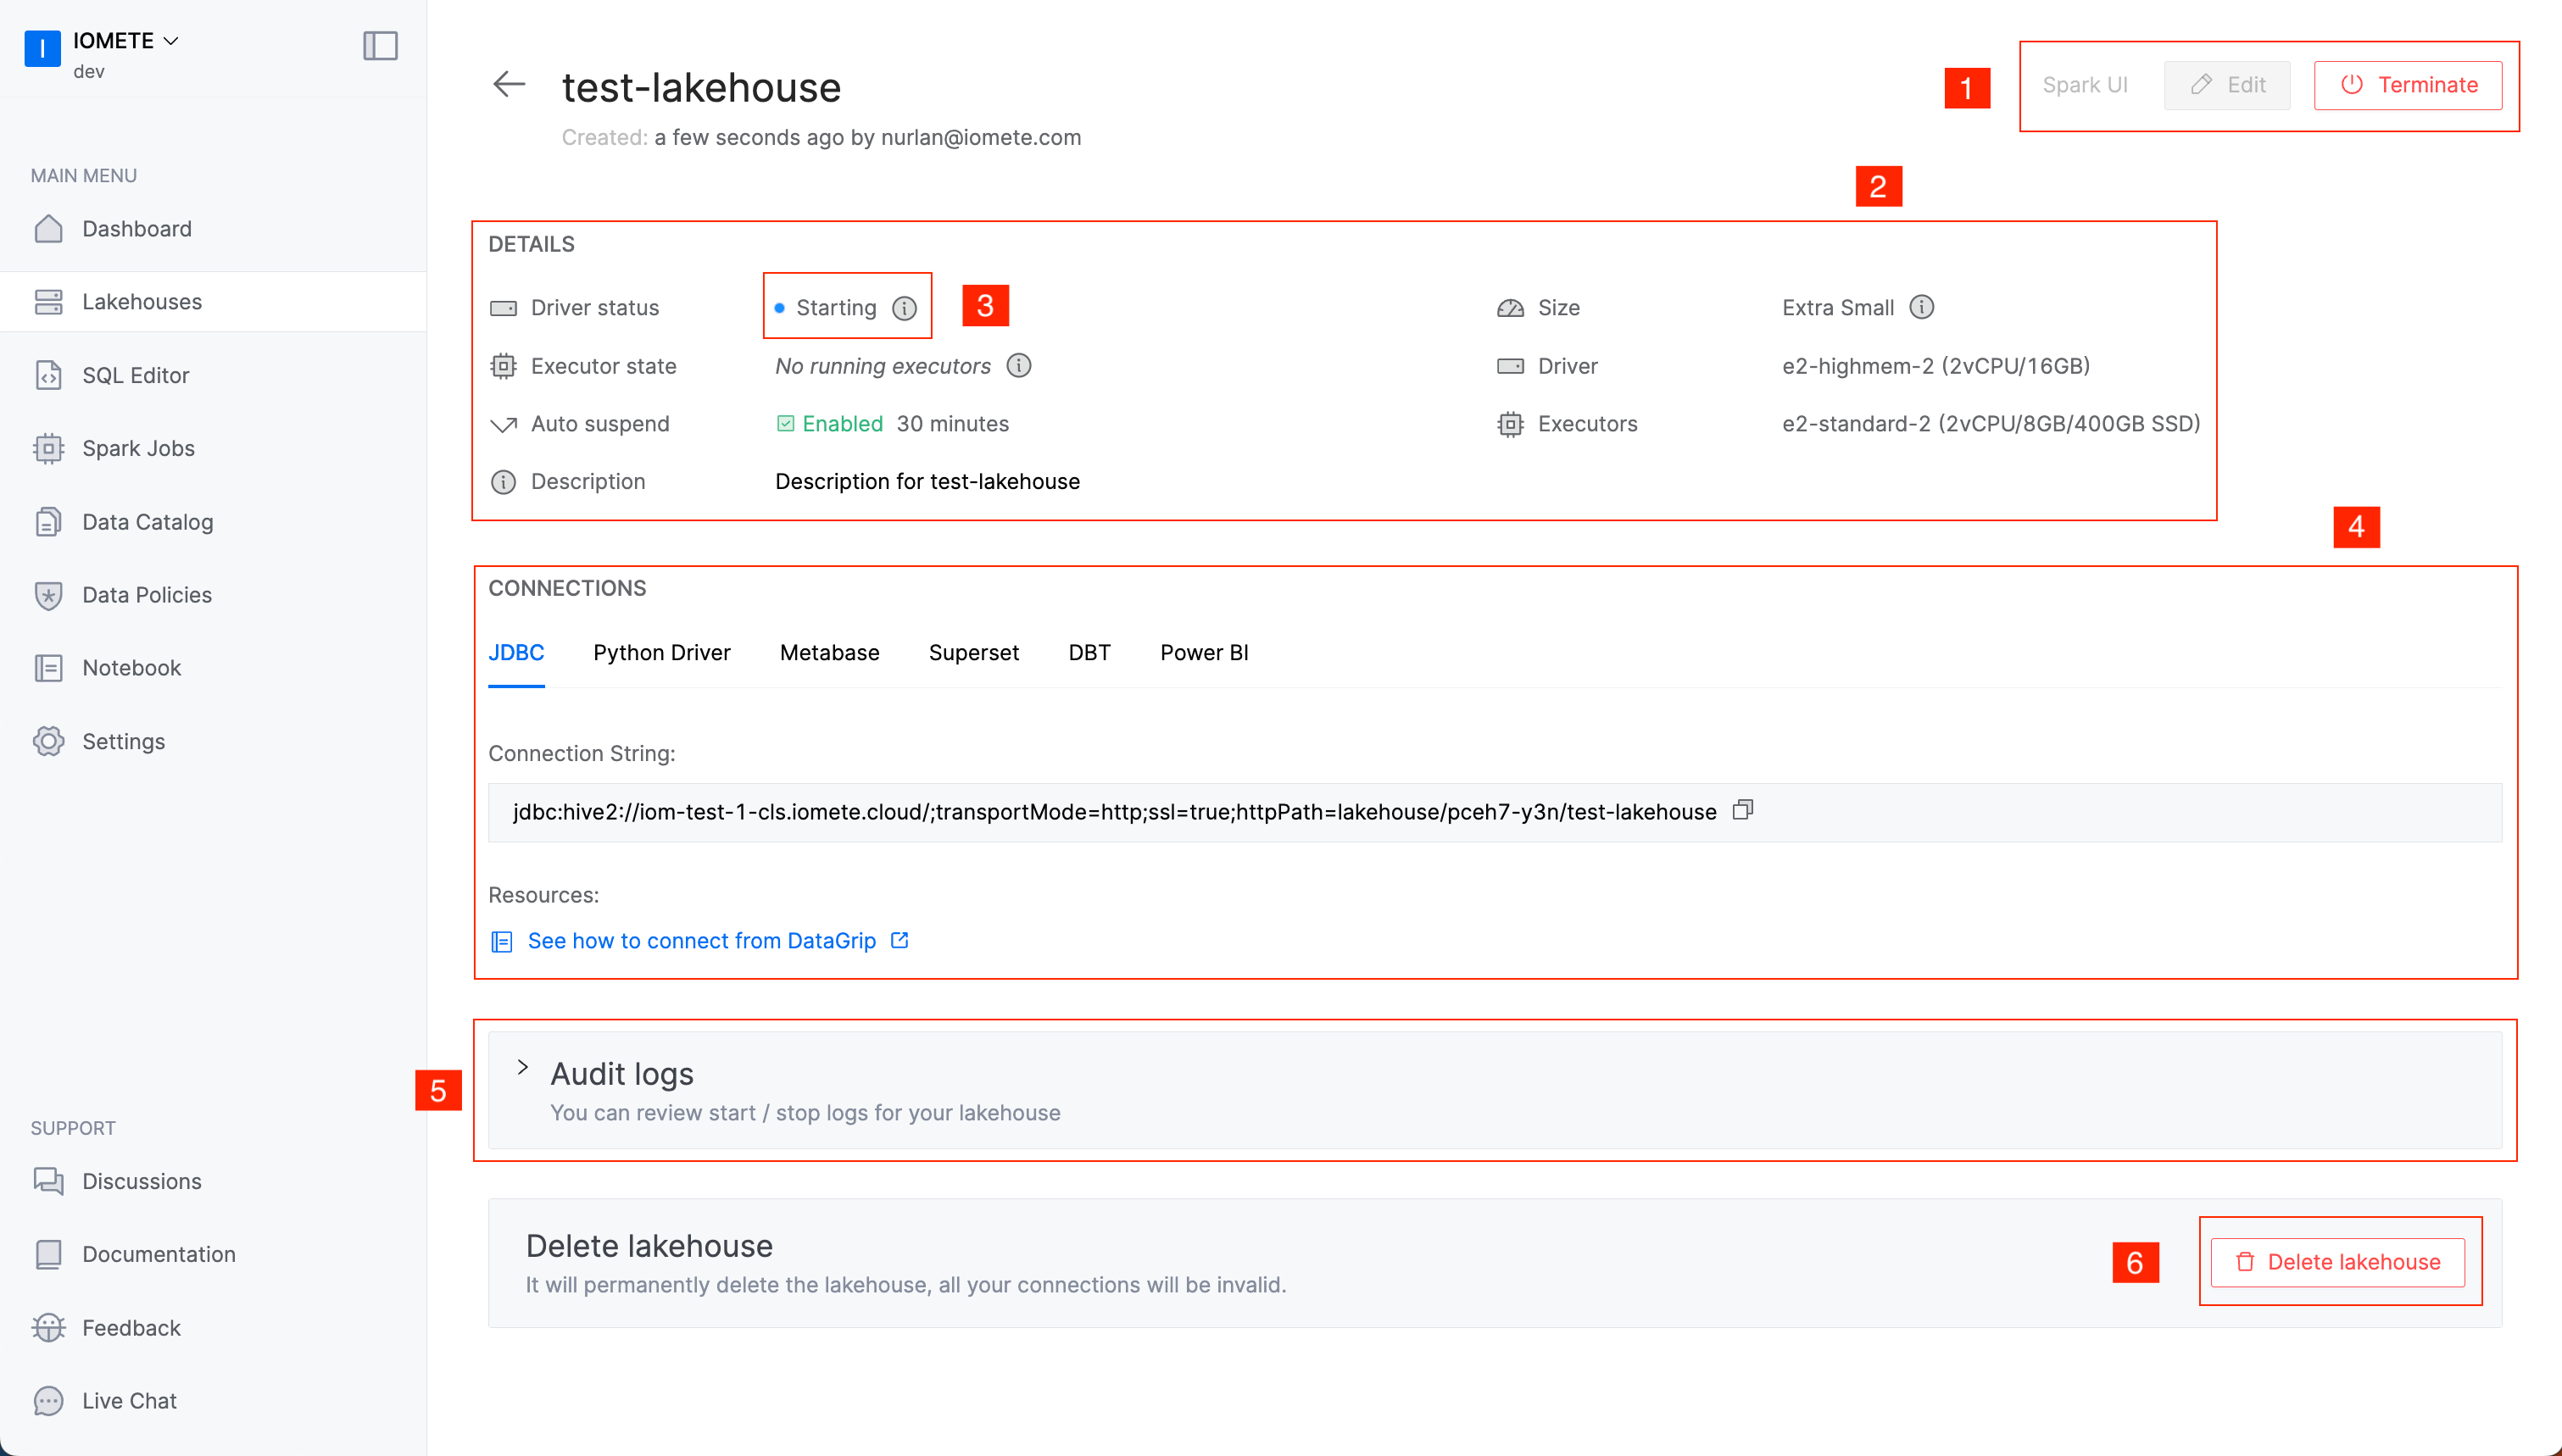 I IOMETE
dev
MAIN MENU
Dashboard
Lakehouses
SQL Editor
Spark Jobs
Data Catalog
Data Policies
Notebook
Settings
SUPPORT
Discussions
Documentation
Feedback
Live Chat
test-lakehouse
Created: a few seconds ago by nurlan@iomete.com
1
Spark UI Edit Terminate
2
DETAILS
Driver status Starting 3 Size Extra Small
Executor state No running executors Driver e2-highmem-2 (2vCPU/16GB)
Auto suspend Enabled 30 minutes Executors e2-standard-2 (2vCPU/8GB/400GB SSD)
Description Description for test-lakehouse
4
CONNECTIONS
JDBC Python Driver Metabase Superset DBT Power BI
Connection String:
jdbc:hive2://iom-test-1-cls.iomete.cloud/;transportMode=http;ssl=true;httpPath=lakehouse/pceh7-y3n/test-lakehouse
Resources:
See how to connect from DataGrip
5
Audit logs
You can review start / stop logs for your lakehouse
Delete lakehouse
It will permanently delete the lakehouse, all your connections will be invalid.
6
Delete lakehouse